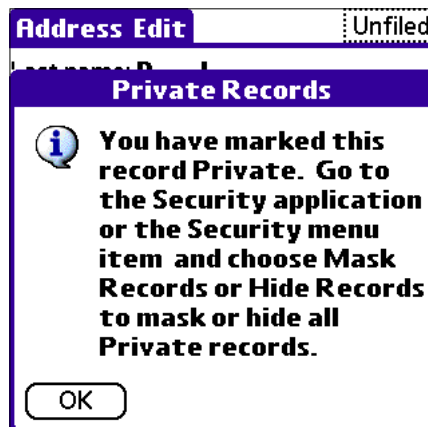 Address Edit Unfiled
Private Records
You have marked this
record Private. Go to
the Security application
or the Security menu
item and choose Mask
Records or Hide Records
to mask or hide all
Private records.
OK